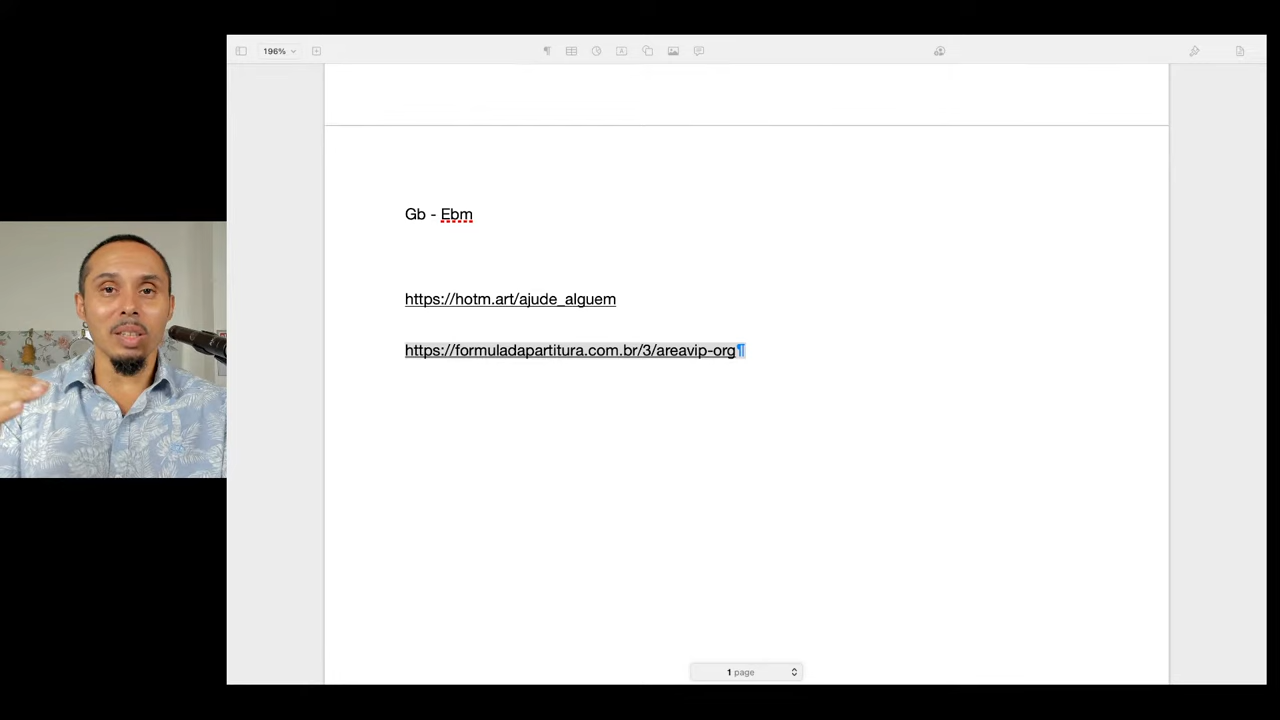 196%
Gb - Ebm
https://hotm.art/ajude_alguem
https://formuladapartitura.com.br/3/areavip-org¶
1 page